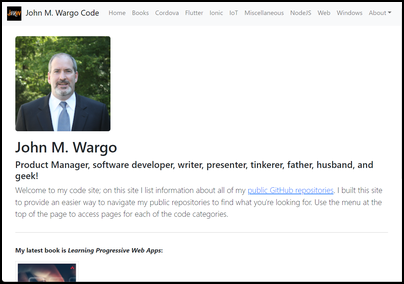 John M. Wargo Code
Home Books Cordova Flutter Ionic IoT Miscellaneous NodeJS Web Windows About
John M. Wargo
Product Manager, software developer, writer, presenter, tinkerer, father, husband, and
geek!
Welcome to my code site; on this site I list information about all of my public GitHub repositories. I built this site
to provide an easier way to navigate my public repositories to find what you're looking for. Use the menu at the
top of the page to access pages for each of the code categories.
My latest book is Learning Progressive Web Apps: